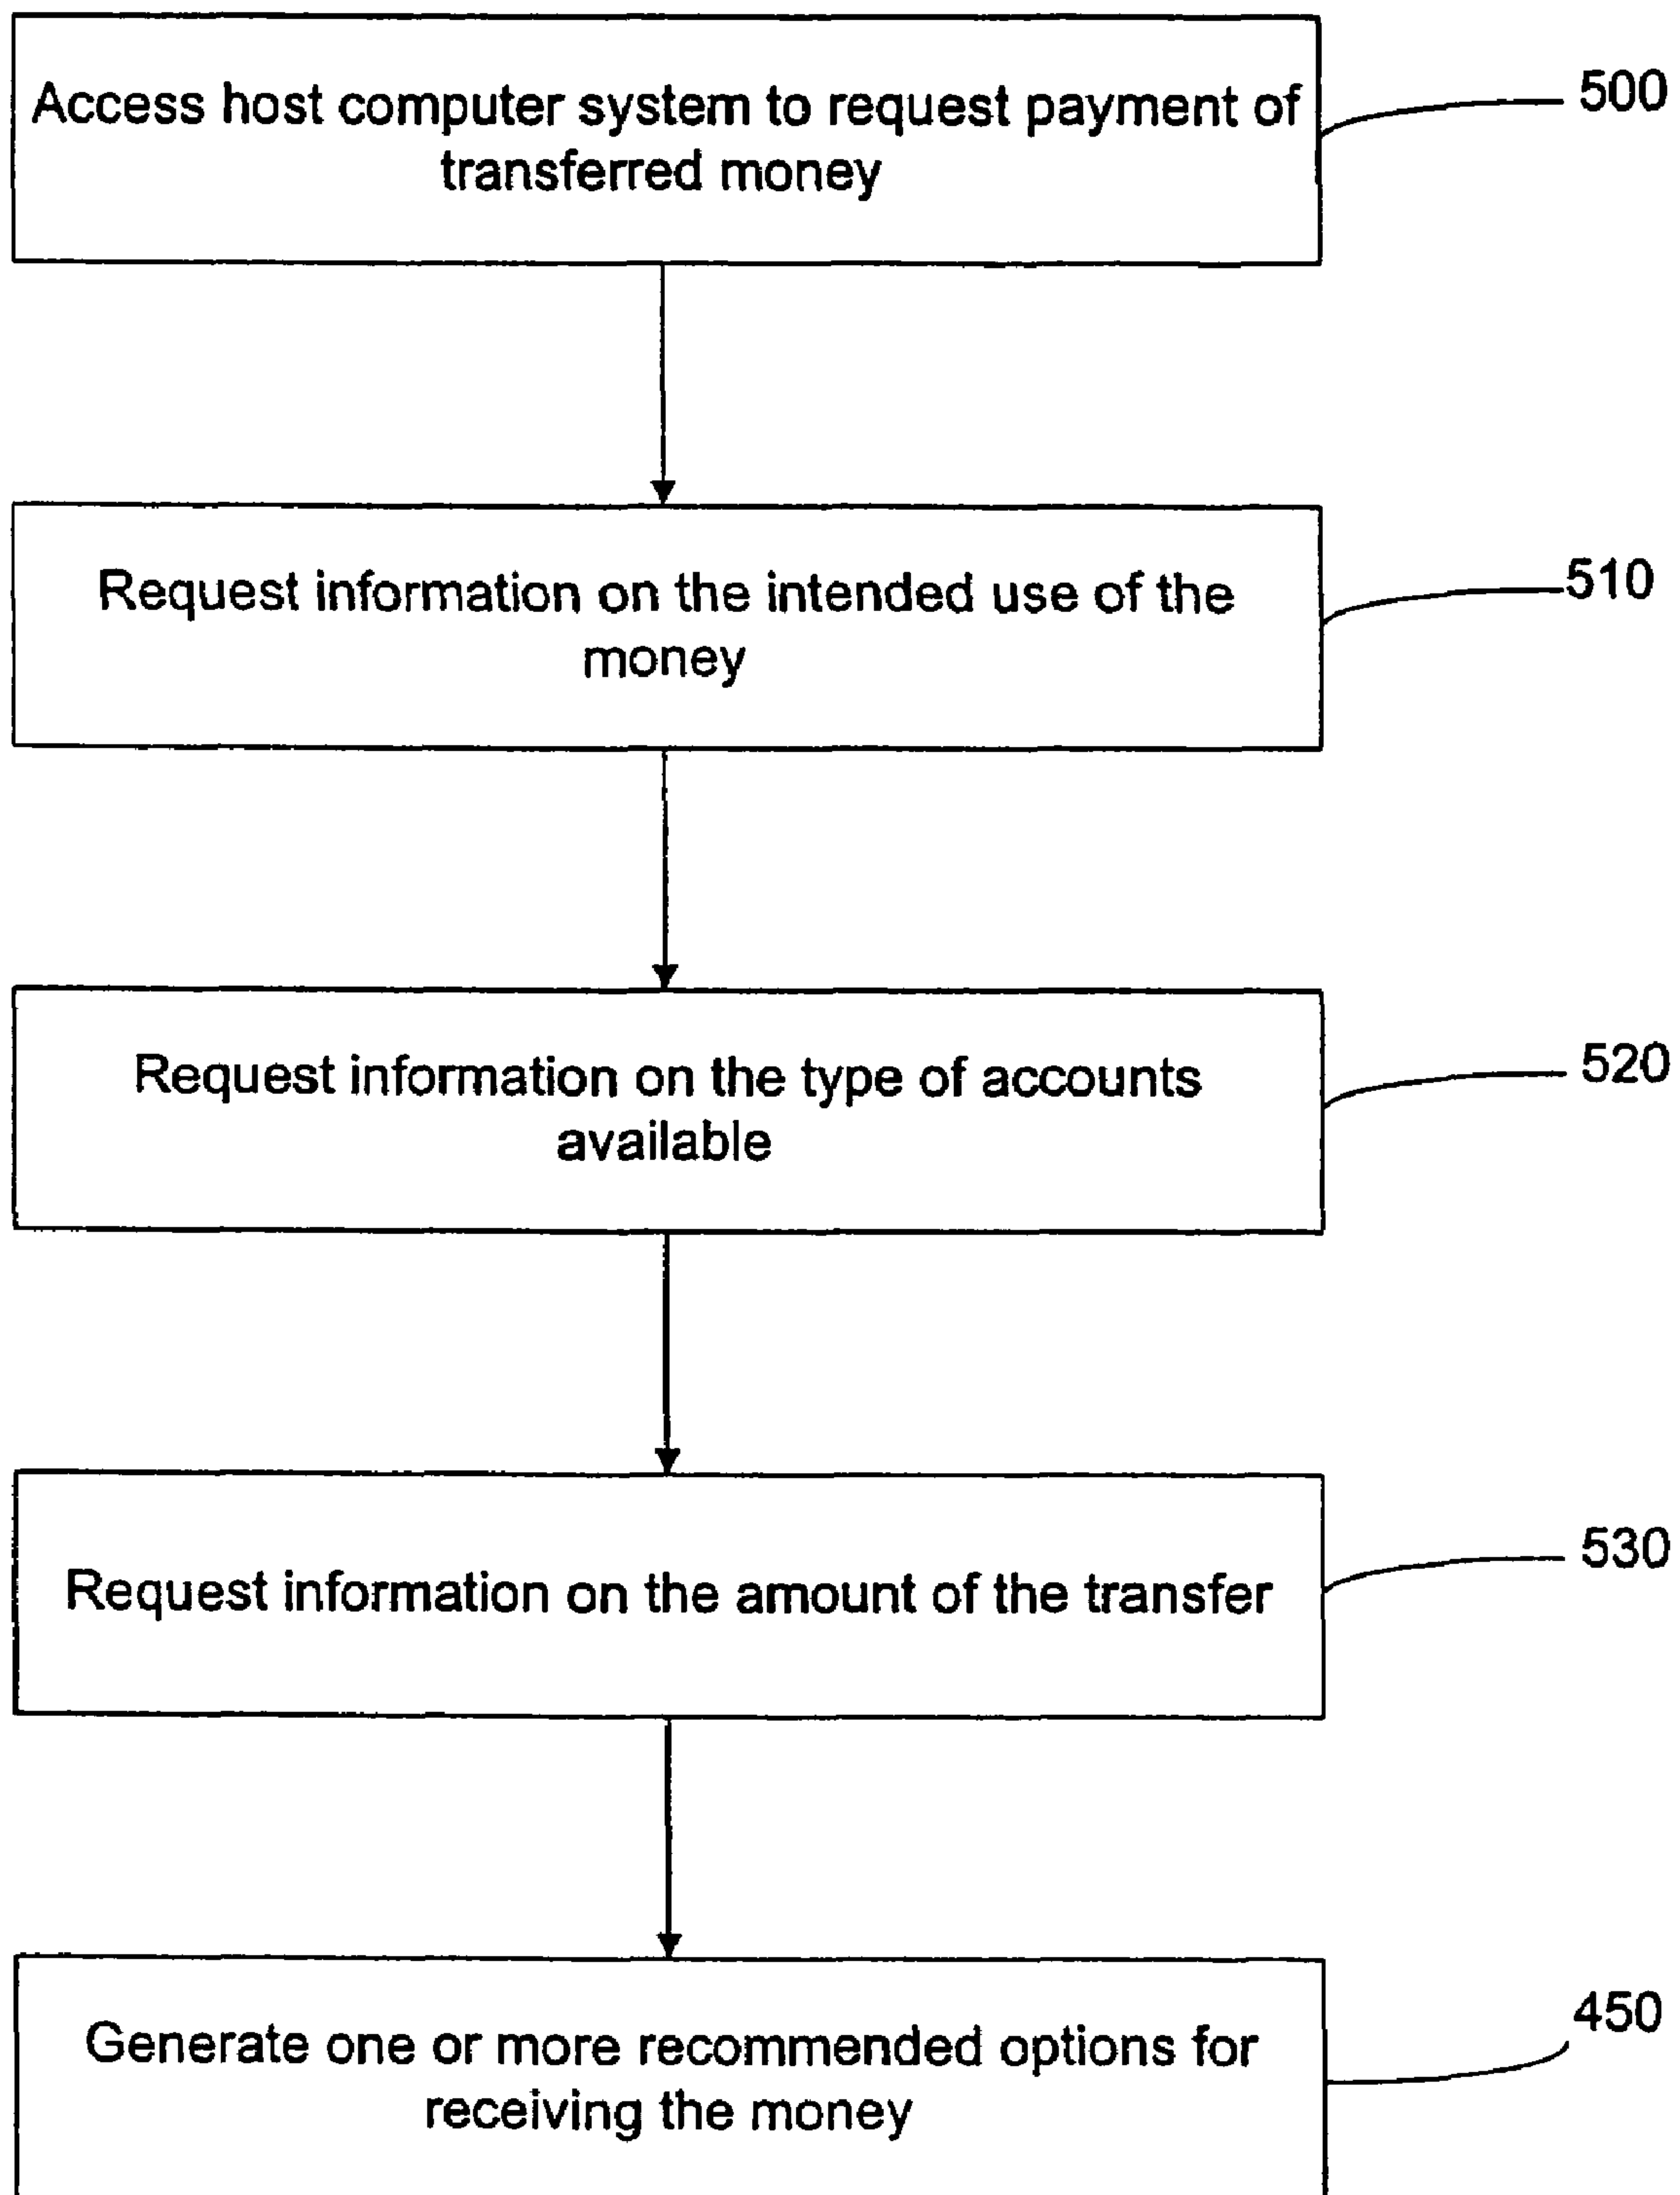 Access host computer system to request payment of
transferred money
500
Request information on the intended use of the
money
510
Request information on the type of accounts
available
520
Request information on the amount of the transfer
530
Generate one or more recommended options for
receiving the money
450